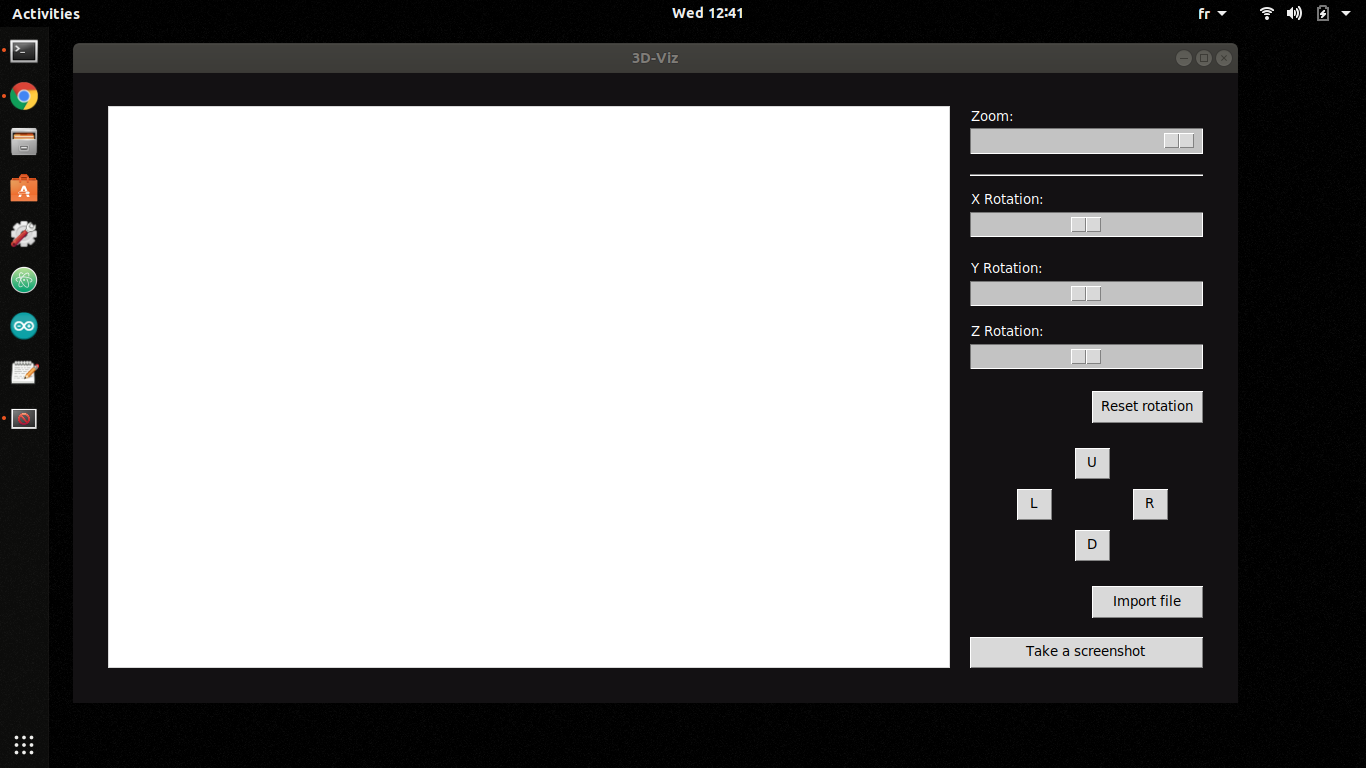 Activities
Wed 12:41
fr
3D-Viz
Zoom:
X Rotation:
Y Rotation:
Z Rotation:
Reset rotation
U
L
R
D
Import file
Take a screenshot